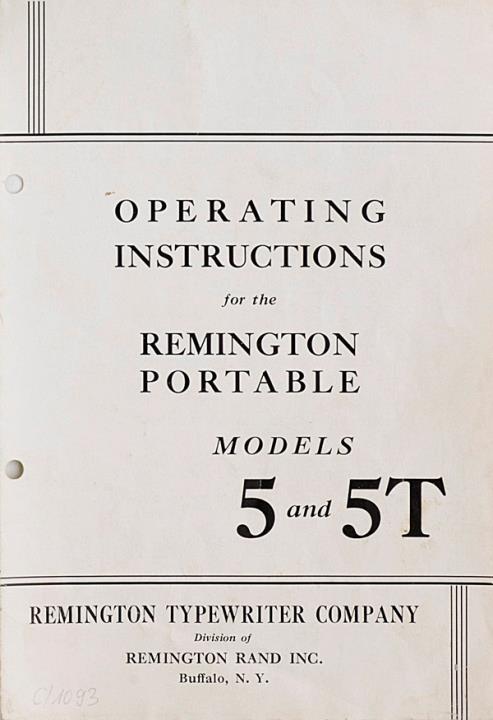 OPERATING
INSTRUCTIONS
for the
REMINGTON
PORTABLE
MODELS
5 and 5T
REMINGTON TYPEWRITER COMPANY
Division of
REMINGTON RAND INC.
Buffalo, N. Y.
C/1093